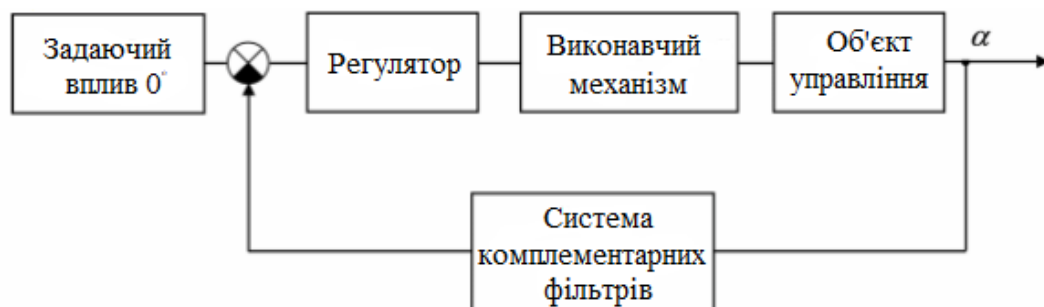 Задаючий
вплив 0°
Регулятор
Виконавчий
механізм
Об'єкт
управління
α
Система
комплементарних
фільтрів